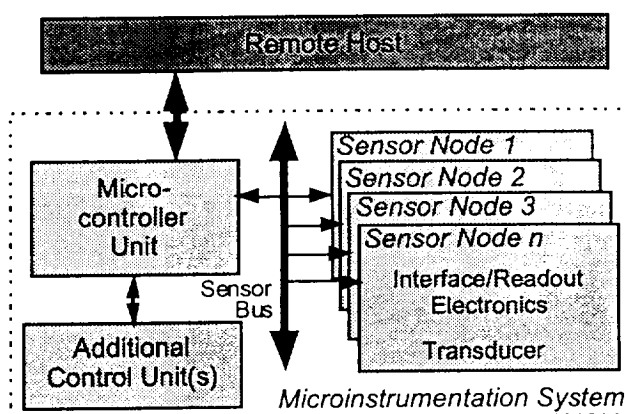 Remote Host
Sensor Node 1
Sensor Node 2
Sensor Node 3
Sensor Node n
Micro-
controller
Unit
Interface/Readout
Electronics
Transducer
Sensor
Bus
Additional
Control Unit(s)
Microinstrumentation System